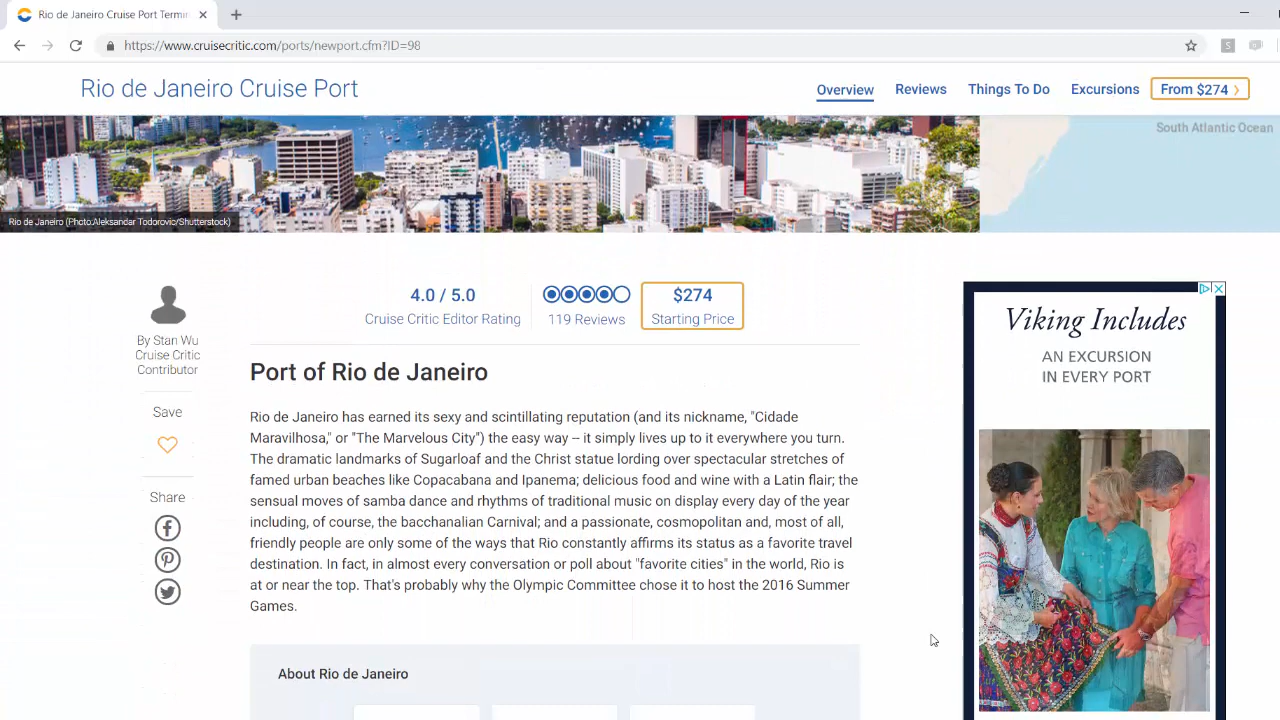 Rio de Janeiro Cruise Port Termin
https://www.cruisecritic.com/ports/newport.cfm?ID=98
S
Rio de Janeiro Cruise Port
Overview
Reviews
Things To Do
Excursions
From $274 ›
South Atlantic Ocean
Rio de Janeiro (Photo:Aleksandar Todorovic/Shutterstock)
By Stan Wu
Cruise Critic
Contributor
Save
Share
4.0 / 5.0
Cruise Critic Editor Rating
119 Reviews
$274
Starting Price
Port of Rio de Janeiro
Rio de Janeiro has earned its sexy and scintillating reputation (and its nickname, "Cidade
Maravilhosa," or "The Marvelous City") the easy way -- it simply lives up to it everywhere you turn.
The dramatic landmarks of Sugarloaf and the Christ statue lording over spectacular stretches of
famed urban beaches like Copacabana and Ipanema; delicious food and wine with a Latin flair; the
sensual moves of samba dance and rhythms of traditional music on display every day of the year
including, of course, the bacchanalian Carnival; and a passionate, cosmopolitan and, most of all,
friendly people are only some of the ways that Rio constantly affirms its status as a favorite travel
destination. In fact, in almost every conversation or poll about "favorite cities" in the world, Rio is
at or near the top. That's probably why the Olympic Committee chose it to host the 2016 Summer
Games.
About Rio de Janeiro
Viking Includes
AN EXCURSION
IN EVERY PORT